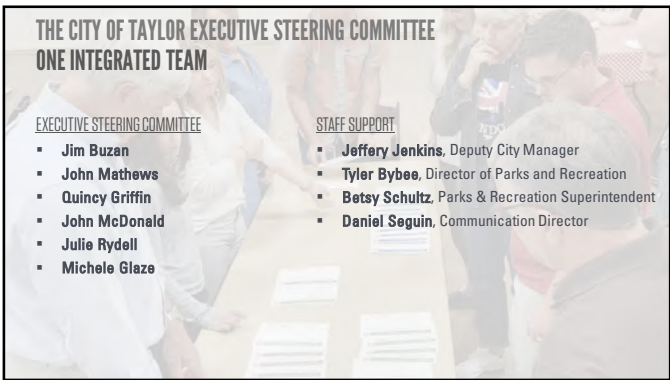 THE CITY OF TAYLOR EXECUTIVE STEERING COMMITTEE
ONE INTEGRATED TEAM
EXECUTIVE STEERING COMMITTEE
▪ Jim Buzan
▪ John Mathews
▪ Quincy Griffin
▪ John McDonald
▪ Julie Rydell
▪ Michele Glaze
STAFF SUPPORT
▪ Jeffery Jenkins, Deputy City Manager
▪ Tyler Bybee, Director of Parks and Recreation
▪ Betsy Schultz, Parks & Recreation Superintendent
▪ Daniel Seguin, Communication Director